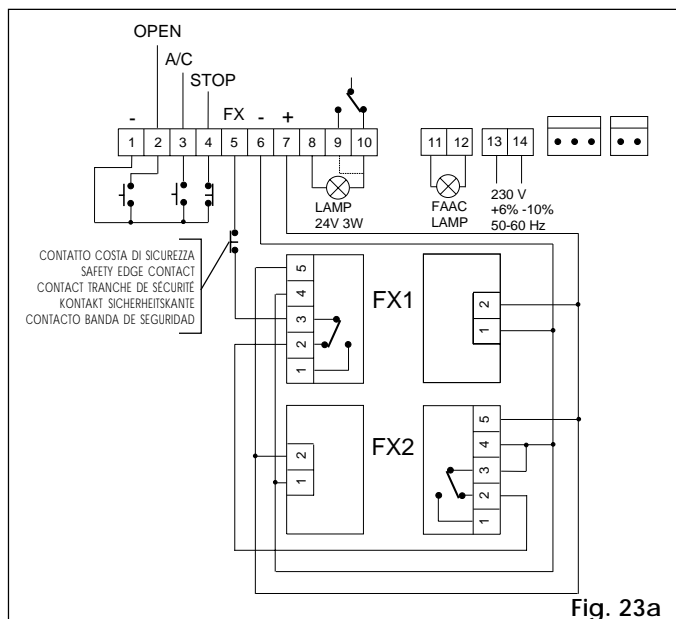 OPEN
A/C
STOP
- FX - +
1 2 3 4 5 6 7 8 9 10 11 12 13 14
LAMP
24V 3W
FAAC
LAMP
230 V
+6% -10%
50-60 Hz
CONTATTO COSTA DI SICUREZZA
SAFETY EDGE CONTACT
CONTACT TRANCHE DE SÉCURITÉ
KONTAKT SICHERHEITSKANTE
CONTACTO BANDA DE SEGURIDAD
5
4
3
2
1
FX1
2
1
2
1
FX2
5
4
3
2
1
Fig. 23a